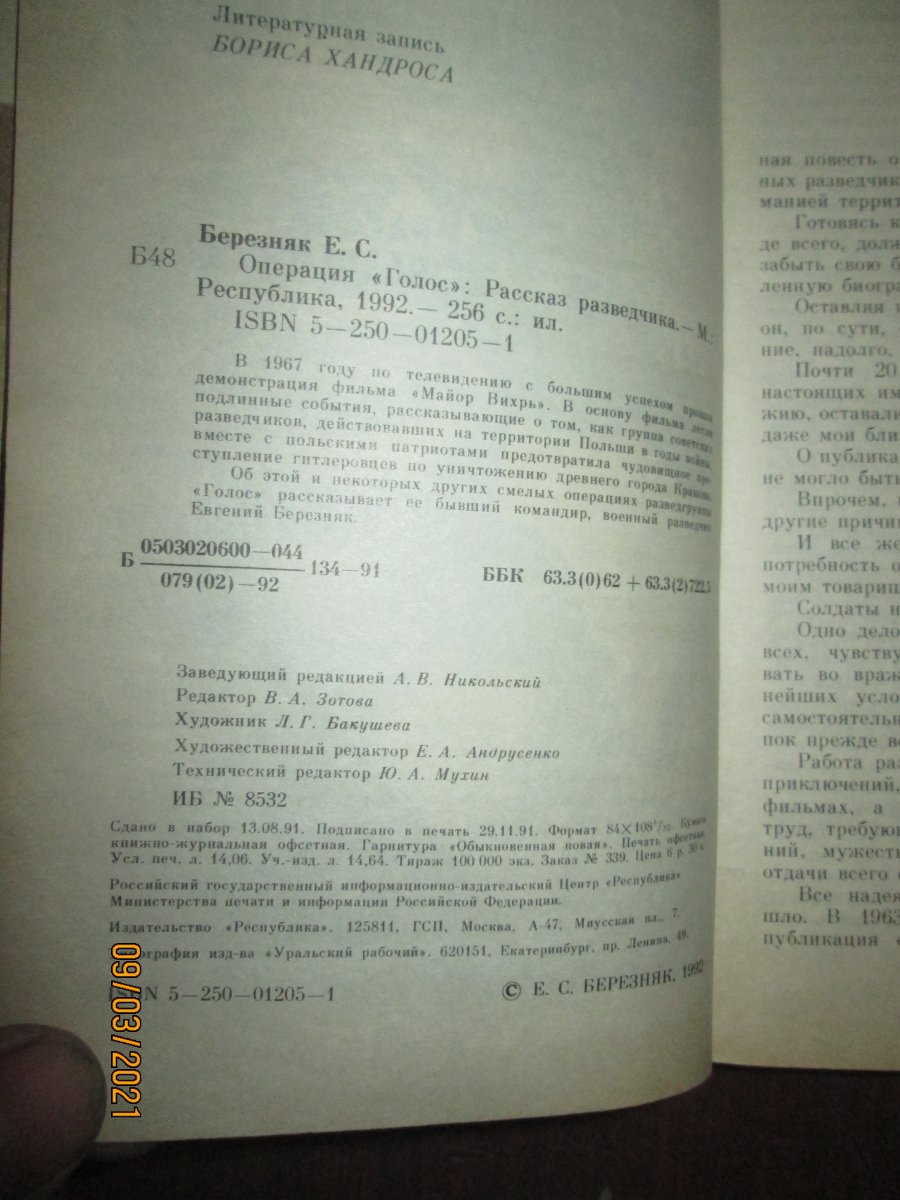 Литературная запись
БОРИСА ХАНДРОСА
Березняк Е. С.
Б48
Операция «Голос»: Рассказ разведчика.— М.:
Республика, 1992.— 256 с.: ил.
ISBN 5—250—01205—1
В 1967 году по телевидению с большим успехом прошла
демонстрация фильма «Майор Вихрь». В основу фильма легли
подлинные события, рассказывающие о том, как группа советских
разведчиков, действовавших на территории Польши в годы войны,
вместе с польскими патриотами предотвратила чудовищное пре-
ступление гитлеровцев по уничтожению древнего города Кракова.
Об этой и некоторых других смелых операциях разведгруппы
«Голос» рассказывает ее бывший командир, военный разведчик
Евгений Березняк.
Б 0503020600—044
079(02)—92
134—91
ББК 63.3(0)62 + 63.3(2)722.5
Заведующий редакцией А. В. Никольский
Редактор В. А. Зотова
Художник Л. Г. Бакушева
Художественный редактор Е. А. Андрусенко
Технический редактор Ю. А. Мухин
ИБ № 8532
Сдано в набор 13.08.91. Подписано в печать 29.11.91. Формат 84×108¹/₃₂. Бумага
книжно-журнальная офсетная. Гарнитура «Обыкновенная новая». Печать офсетная.
Усл. печ. л. 14,06. Уч.-изд. л. 14,64. Тираж 100 000 экз. Заказ № 339. Цена 6 р. 30 к.
Российский государственный информационно-издательский Центр «Республика»
Министерства печати и информации Российской Федерации.
Издательство «Республика». 125811, ГСП, Москва, А-47, Миусская пл., 7.
ография изд-ва «Уральский рабочий». 620151, Екатеринбург, пр. Ленина, 49.
ISBN 5—250—01205—1
© Е. С. БЕРЕЗНЯК, 1992
09/03/2021
ная повесть о
ных разведчик
манией террит
Готовясь к
де всего, долж
забыть свою б
ленную биогра
Оставляя
он, по сути,
ние, надолго,
Почти 20
настоящих им
жию, оставали
даже мои бли
О публика
не могло быть
Впрочем,
другие причи
И все же
потребность о
моим товарищ
Солдаты н
Одно дело
всех, чувству
вать во враж
нейших усло
самостоятельн
пок прежде вс
Работа раз
приключений,
фильмах, а
труд, требующ
ний, мужеств
отдачи всего с
Все надея
шло. В 1963
публикация «